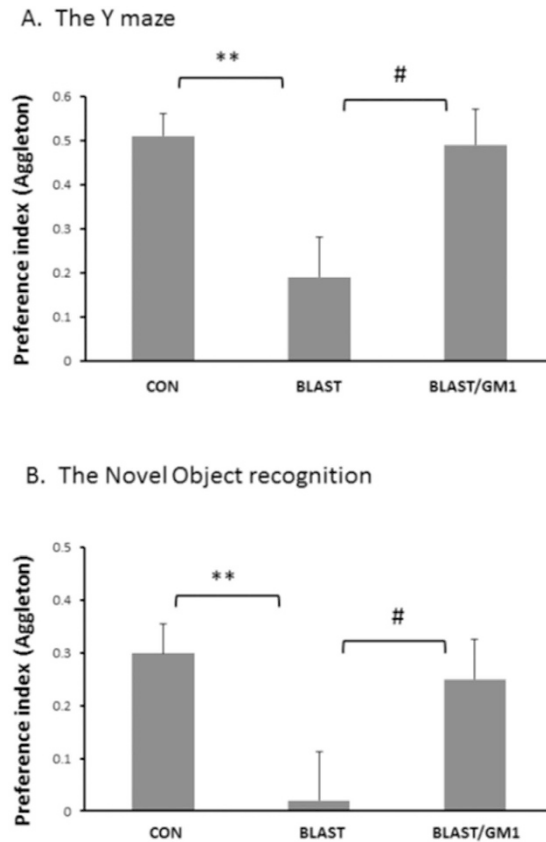 A. The Y maze
** #
Preference index (Aggleton)
0.6
0.5
0.4
0.3
0.2
0.1
0
CON BLAST BLAST/GM1
B. The Novel Object recognition
** #
Preference index (Aggleton)
0.5
0.4
0.3
0.2
0.1
0
CON BLAST BLAST/GM1